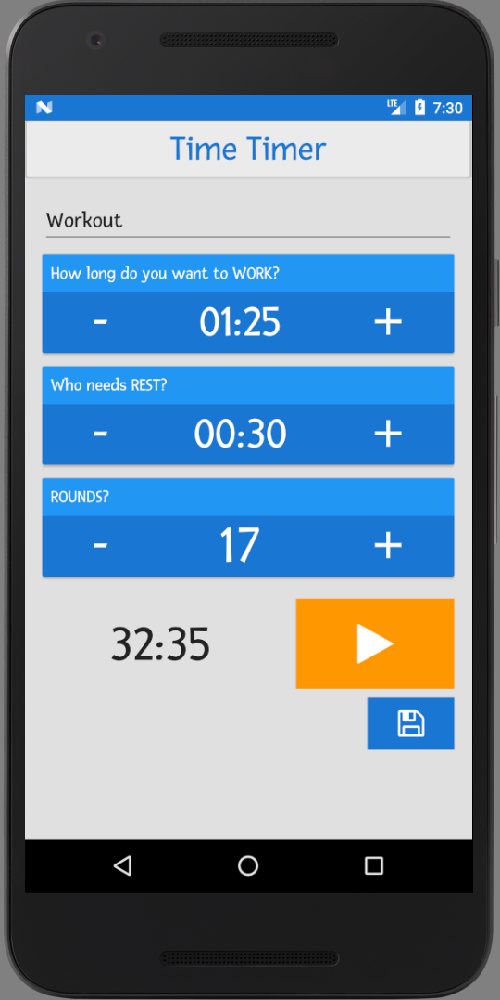 LTE 7:30
Time Timer
Workout
How long do you want to WORK?
- 01:25 +
Who needs REST?
- 00:30 +
ROUNDS?
- 17 +
32:35